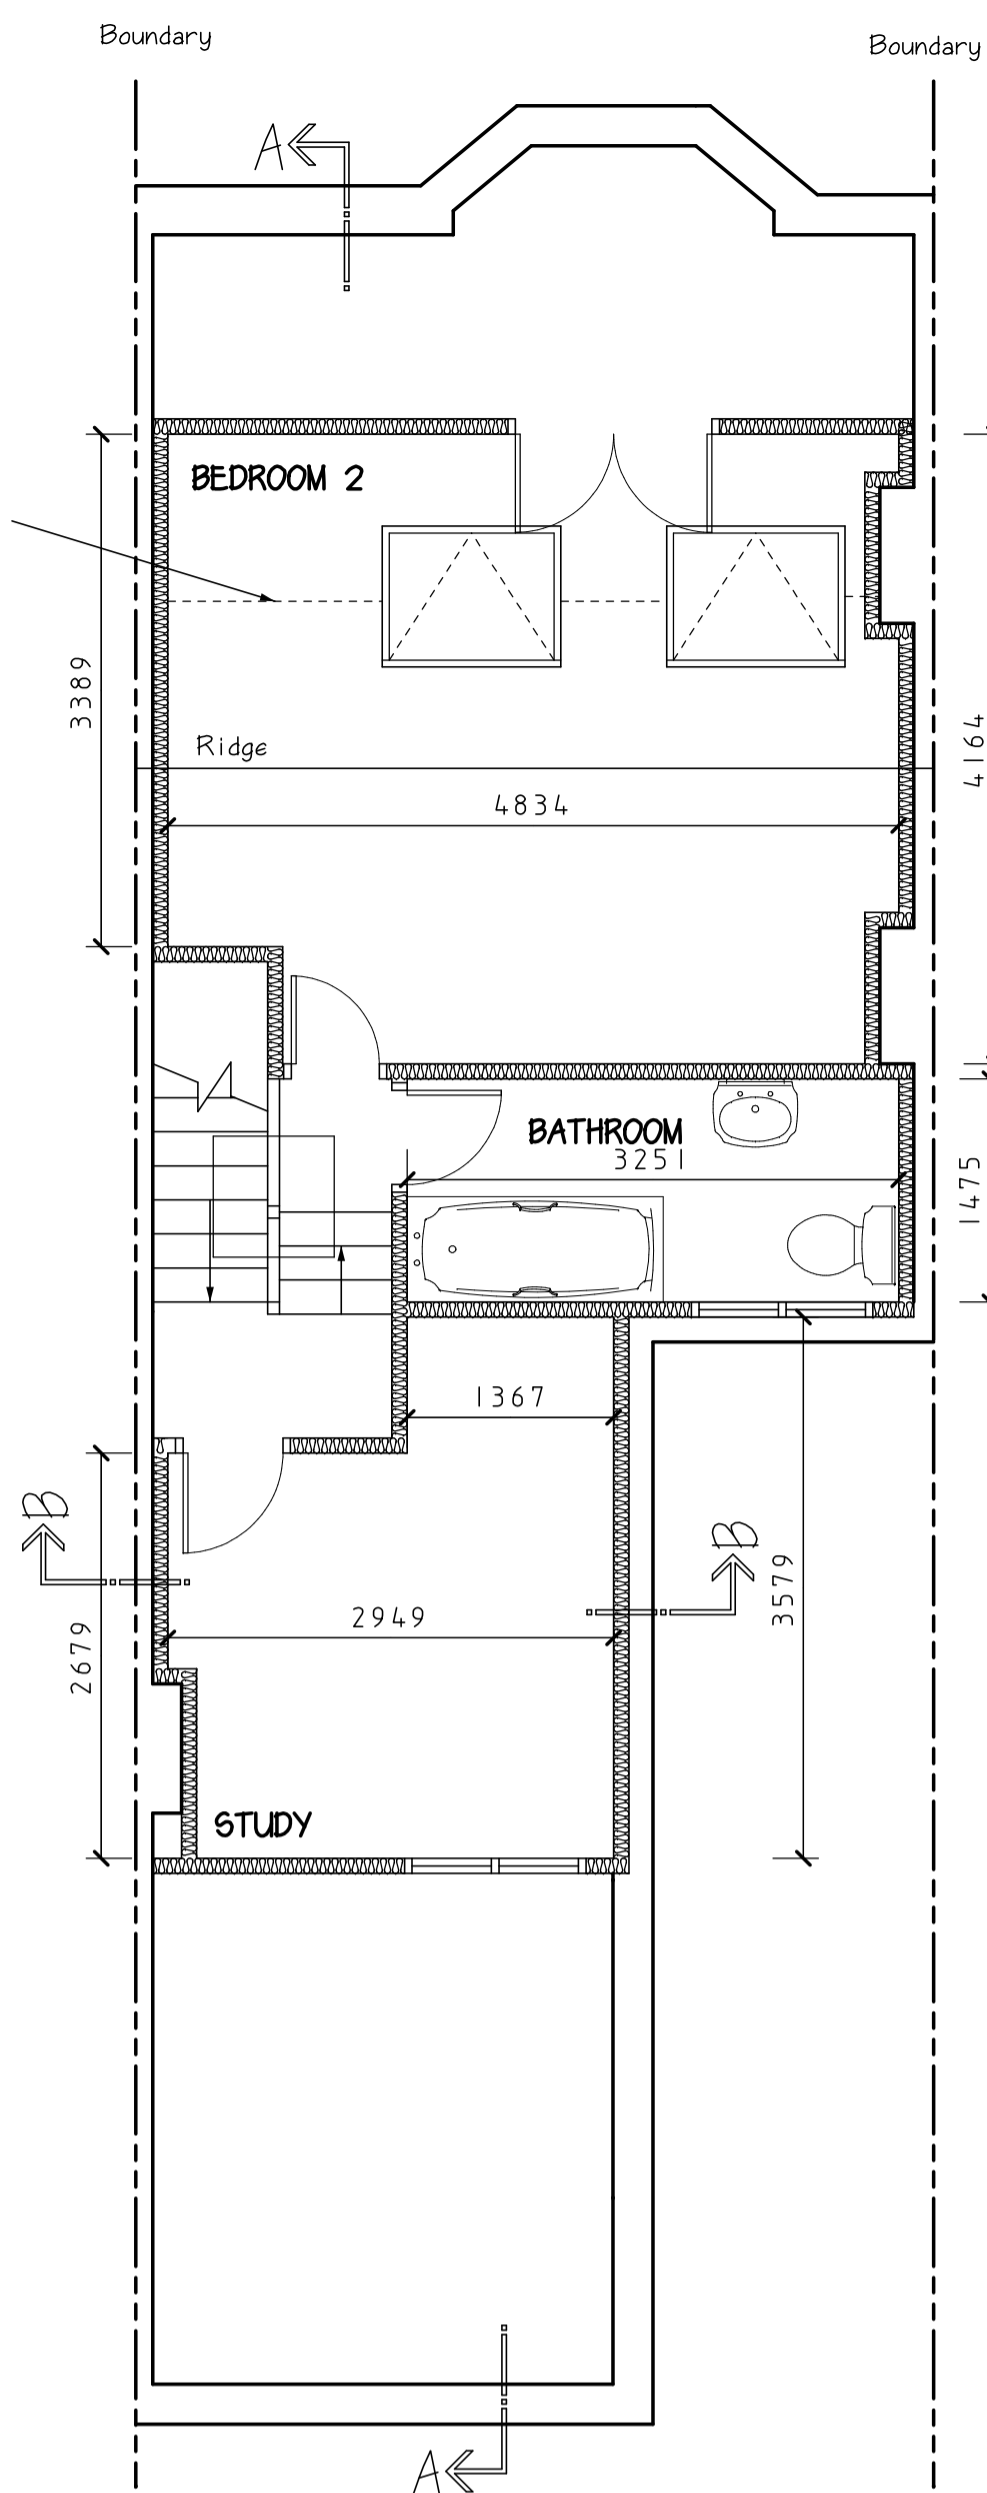 Boundary
Boundary
A
BEDROOM 2
3389
Ridge
4164
4834
BATHROOM
3251
1475
1367
B
B
3579
2949
2679
STUDY
A